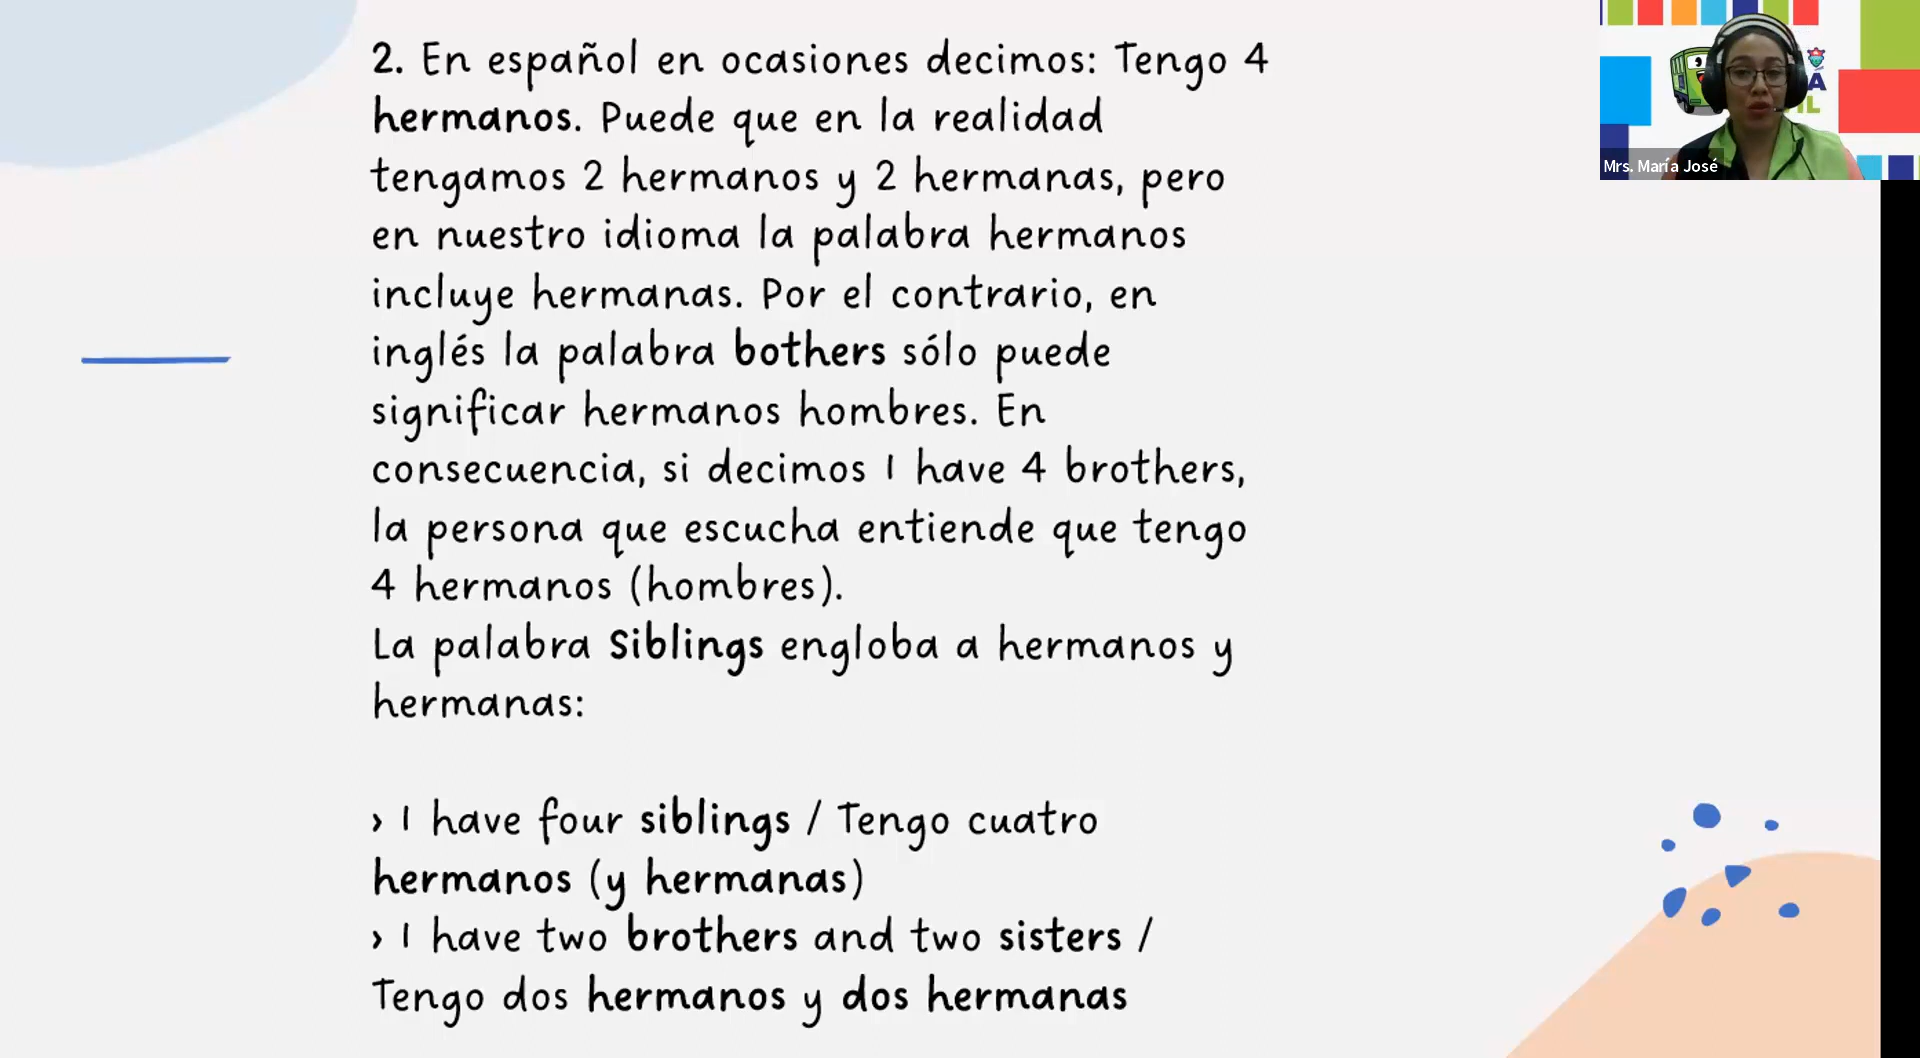 2. En español en ocasiones decimos: Tengo 4
hermanos. Puede que en la realidad
tengamos 2 hermanos y 2 hermanas, pero
en nuestro idioma la palabra hermanos
incluye hermanas. Por el contrario, en
inglés la palabra bothers sólo puede
significar hermanos hombres. En
consecuencia, si decimos I have 4 brothers,
la persona que escucha entiende que tengo
4 hermanos (hombres).
La palabra Siblings engloba a hermanos y
hermanas:
› I have four siblings / Tengo cuatro
hermanos (y hermanas)
› I have two brothers and two sisters /
Tengo dos hermanos y dos hermanas
Mrs. María José